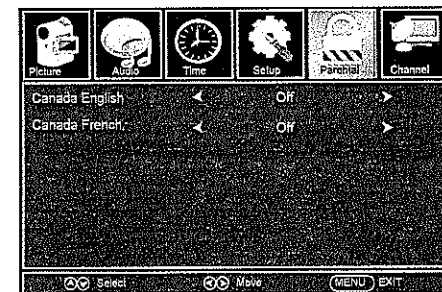 Picture Audio Time Setup Parental Channel
Canada English Off
Canada French. Off
Select Move MENU EXIT